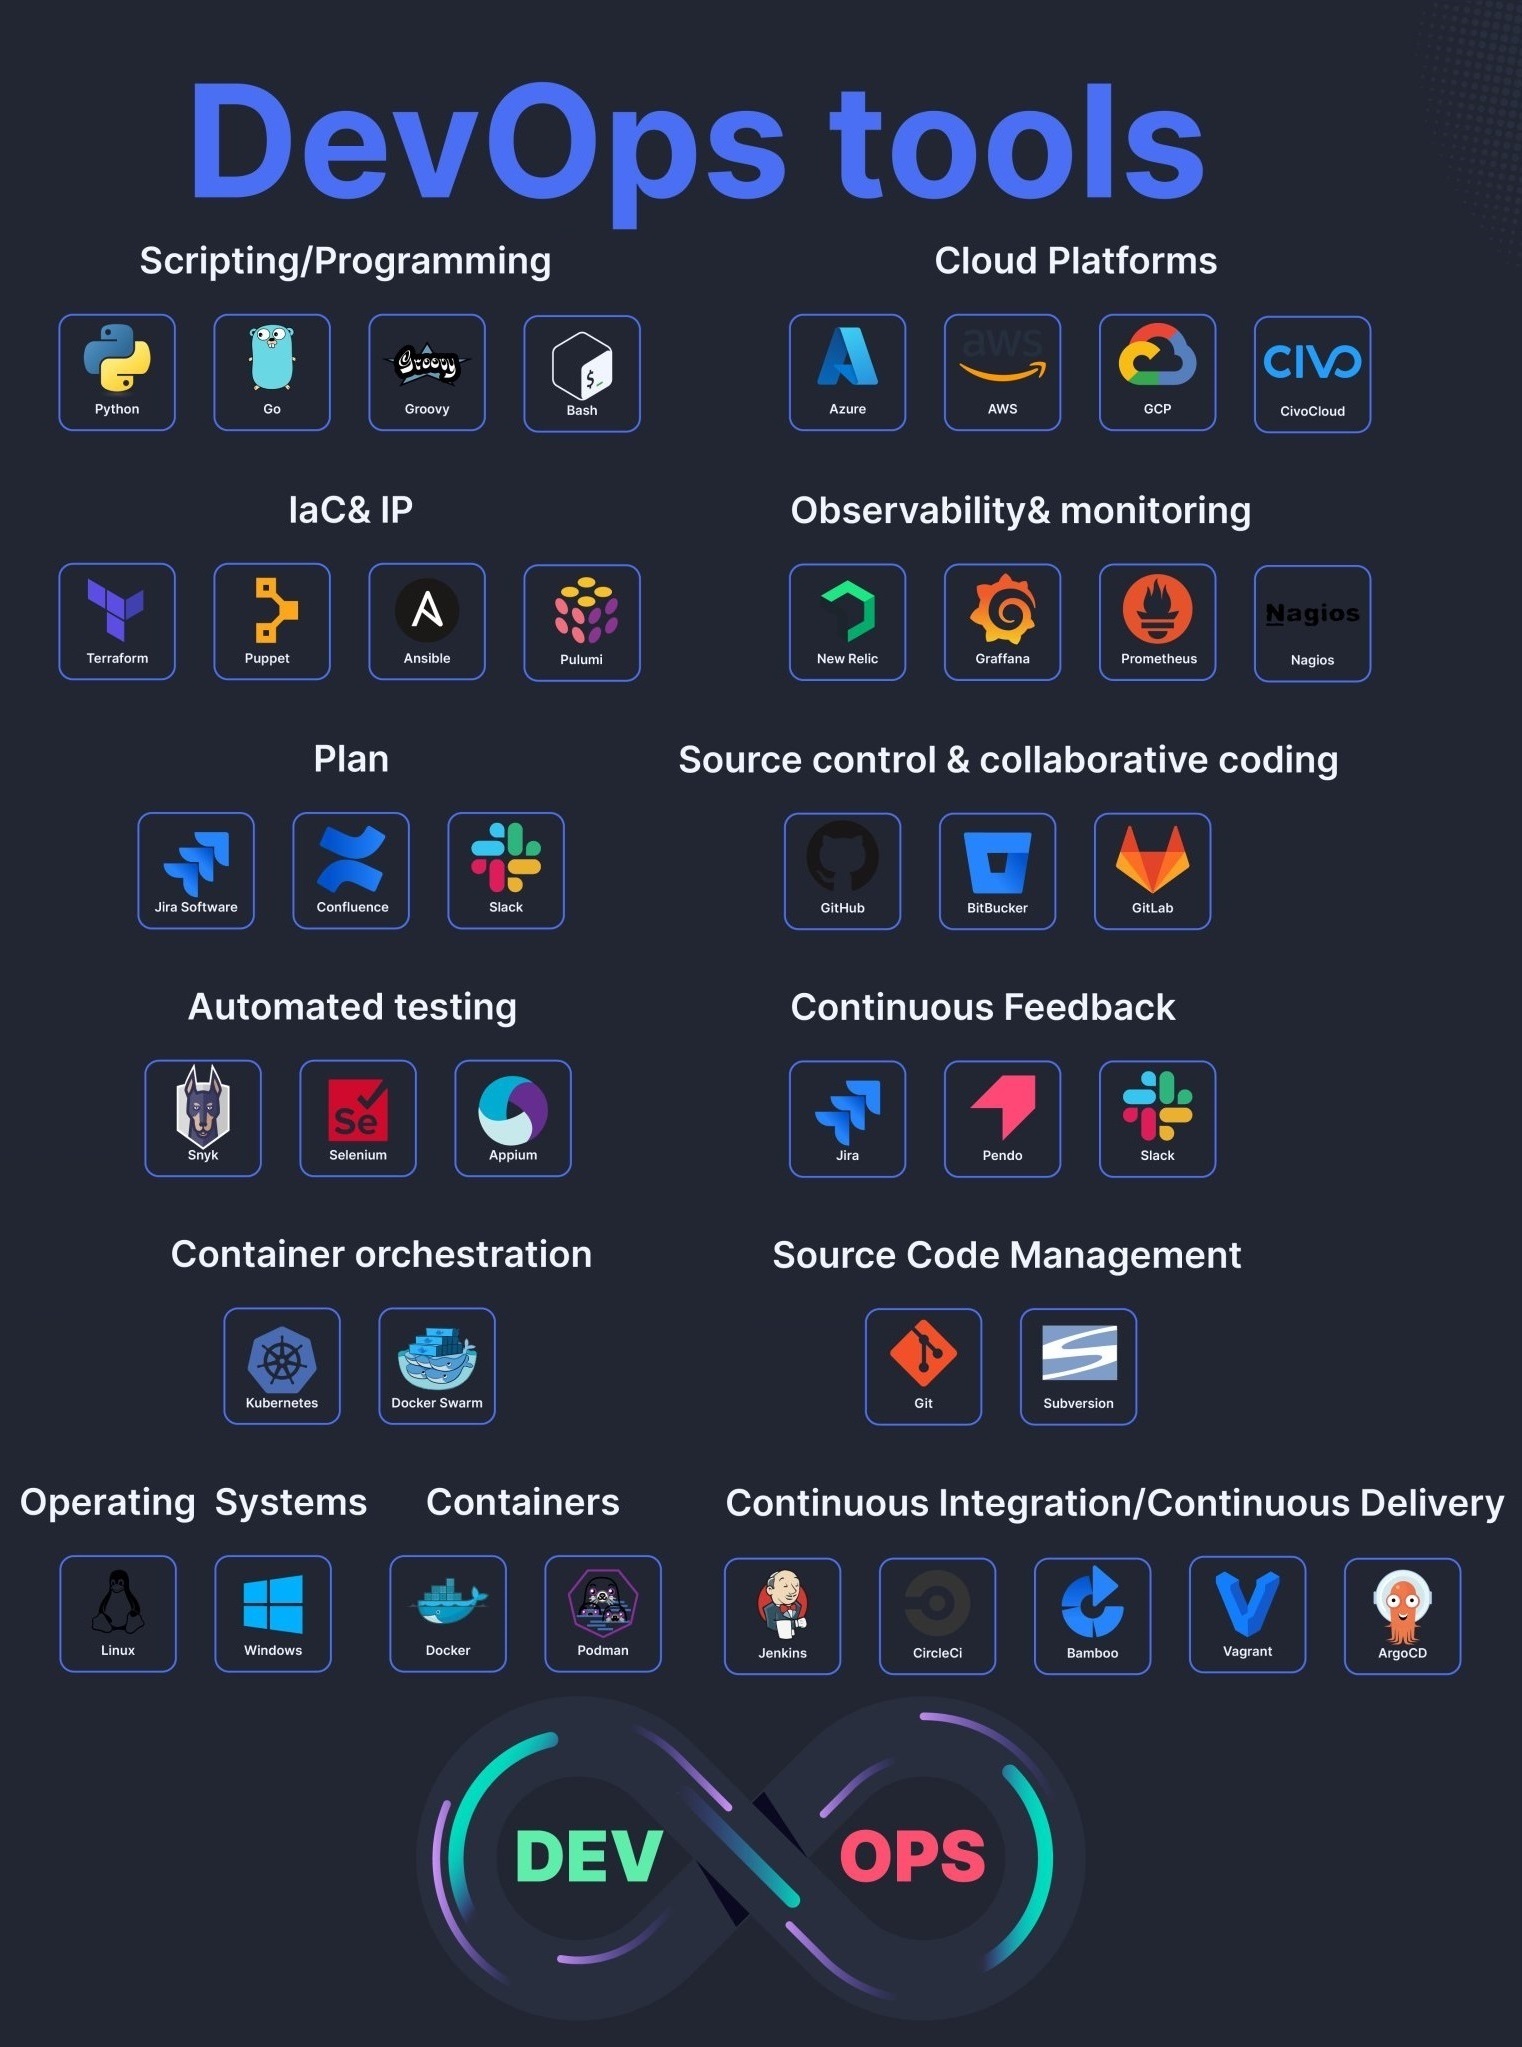 DevOps tools
Scripting/Programming
Python
Go
Groovy
Groovy
$_
Bash
Cloud Platforms
Azure
aws
AWS
GCP
CIVO
CivoCloud
IaC& IP
Terraform
Puppet
A
Ansible
Pulumi
Observability& monitoring
New Relic
Graffana
Prometheus
Nagios
Nagios
Plan
Jira Software
Confluence
Slack
Source control & collaborative coding
GitHub
BitBucker
GitLab
Automated testing
Snyk
Se
Selenium
Appium
Continuous Feedback
Jira
Pendo
Slack
Container orchestration
Kubernetes
Docker Swarm
Source Code Management
Git
Subversion
Operating Systems
Linux
Windows
Containers
Docker
Podman
Continuous Integration/Continuous Delivery
Jenkins
CircleCi
Bamboo
Vagrant
ArgoCD
DEV
OPS